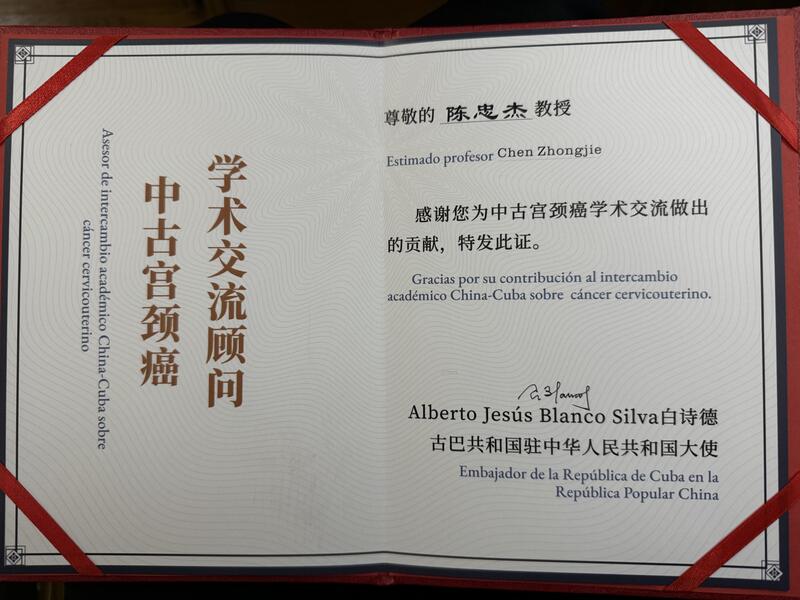 中古宫颈癌
学术交流顾问
Asesor de intercambio académico China-Cuba sobre
cáncer cervicouterino
尊敬的 陈忠杰 教授
Estimado profesor Chen Zhongjie
感谢您为中古宫颈癌学术交流做出
的贡献，特发此证。
Gracias por su contribución al intercambio
académico China-Cuba sobre cáncer cervicouterino.
Alberto Jesús Blanco Silva白诗德
古巴共和国驻中华人民共和国大使
Embajador de la República de Cuba en la
República Popular China